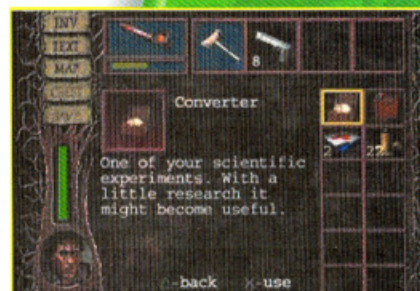 INV
TEXT
MAP
8
Converter
2
One of your scientific
experiments. With a
little research it
might become useful.
-back X-use